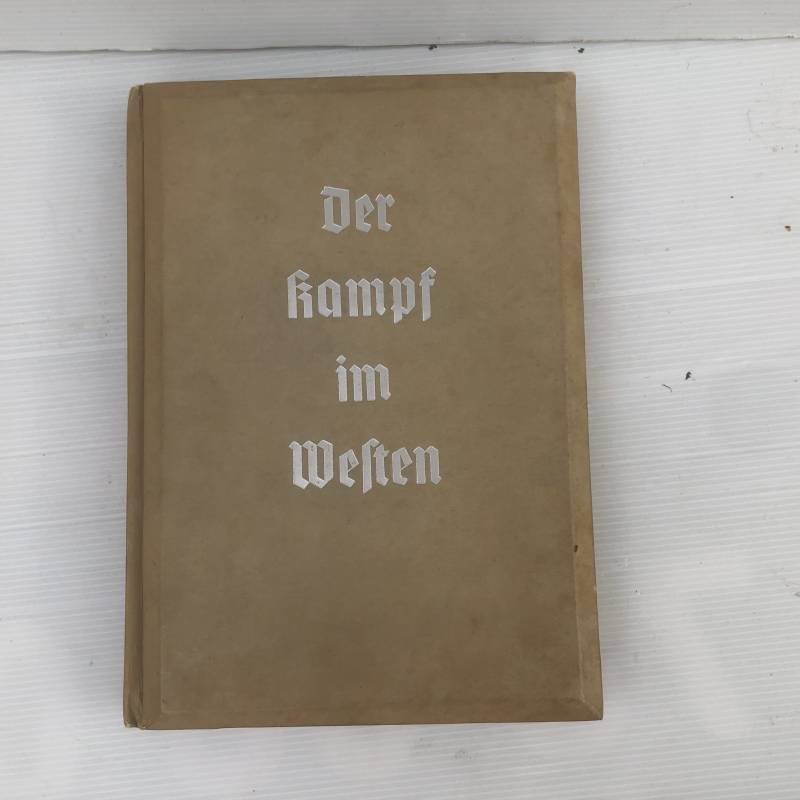 Der
Kampf
im
Weſten